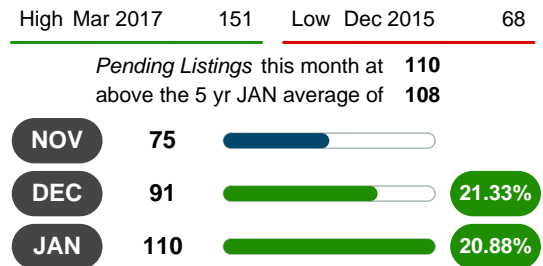 High Mar 2017 151 Low Dec 2015 68
Pending Listings this month at 110
above the 5 yr JAN average of 108
NOV 75
DEC 91 21.33%
JAN 110 20.88%